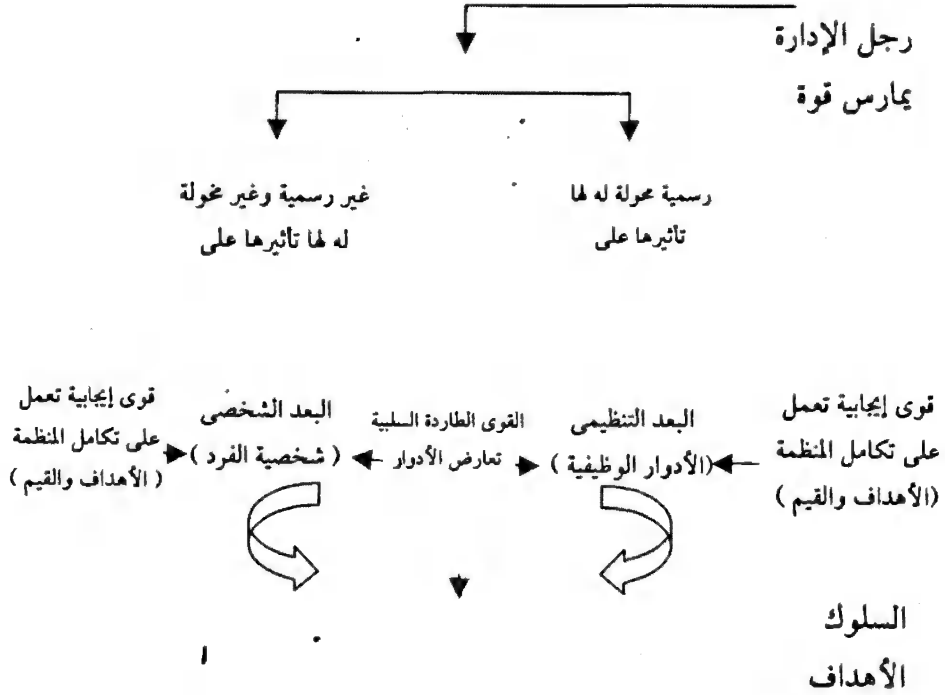 رجل الإدارة
يمارس قوة
رسمية محولة له لها
تأثيرها على
غير رسمية وغير مخولة
له لها تأثيرها على
قوى إيجابية تعمل
على تكامل المنظمة
(الأهداف والقيم)
البعد التنظيمى
(الأدوار الوظيفية)
القوى الطاردة السلبية
تعارض الأدوار
البعد الشخصى
(شخصية الفرد)
قوى إيجابية تعمل
على تكامل المنظمة
(الأهداف والقيم)
السلوك
الأهداف